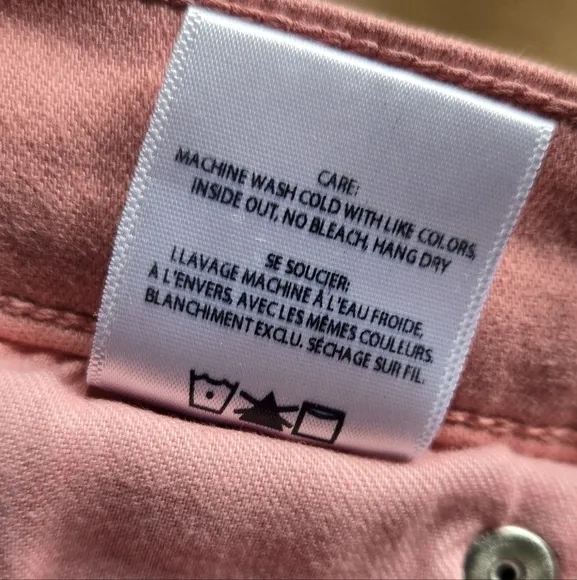 CARE:
MACHINE WASH COLD WITH LIKE COLORS,
INSIDE OUT, NO BLEACH, HANG DRY
SE SOUCIER:
LLAVAGE MACHINE À L'EAU FROIDE,
À L'ENVERS, AVEC LES MÊMES COULEURS.
BLANCHIMENT EXCLU. SÉCHAGE SUR FIL.